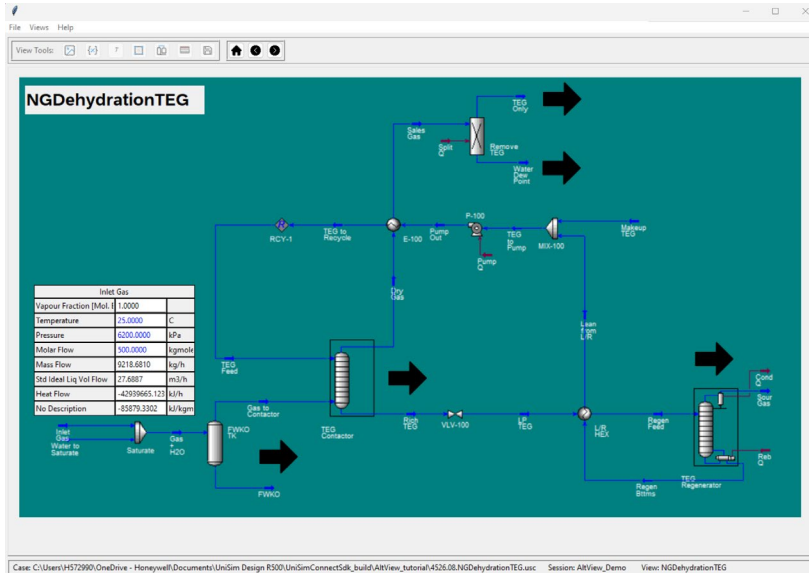 File Views Help
View Tools:
NGDehydrationTEG
TEG
Only
Sales
Gas
Split
Q
Remove
TEG
Water
Dew
Point
RCY-1
TEG to
Recycle
E-100
Pump
Out
P-100
TEG
to
Pump
MIX-100
Makeup
TEG
Pump
Q
Dry
Gas
Inlet Gas
Vapour Fraction [Mol. 1.0000
Temperature 25.0000 C
Pressure 6200.0000 kPa
Molar Flow 500.0000 kgmole
Mass Flow 9218.6810 kg/h
Std Ideal Liq Vol Flow 27.6887 m3/h
Heat Flow -42939665.123 kJ/h
No Description -85879.3302 kJ/kgm
Lean
from
L/R
TEG
Feed
Cond
Q
Sour
Gas
Gas to
Contactor
Rich
TEG
VLV-100
LP
TEG
L/R
HEX
Regen
Feed
TEG
Contactor
Inlet
Gas
Water to
Saturate
Saturate
Gas
+
H2O
FWKO
TK
FWKO
Reb
Q
TEG
Regenerator
Regen
Bttms
Case: C:\Users\H572990\OneDrive - Honeywell\Documents\UniSim Design R500\UniSimConnectSdk_build\AltView_tutorial\4S26.08.NGDehydrationTEG.usc Session: AltView_Demo View: NGDehydrationTEG